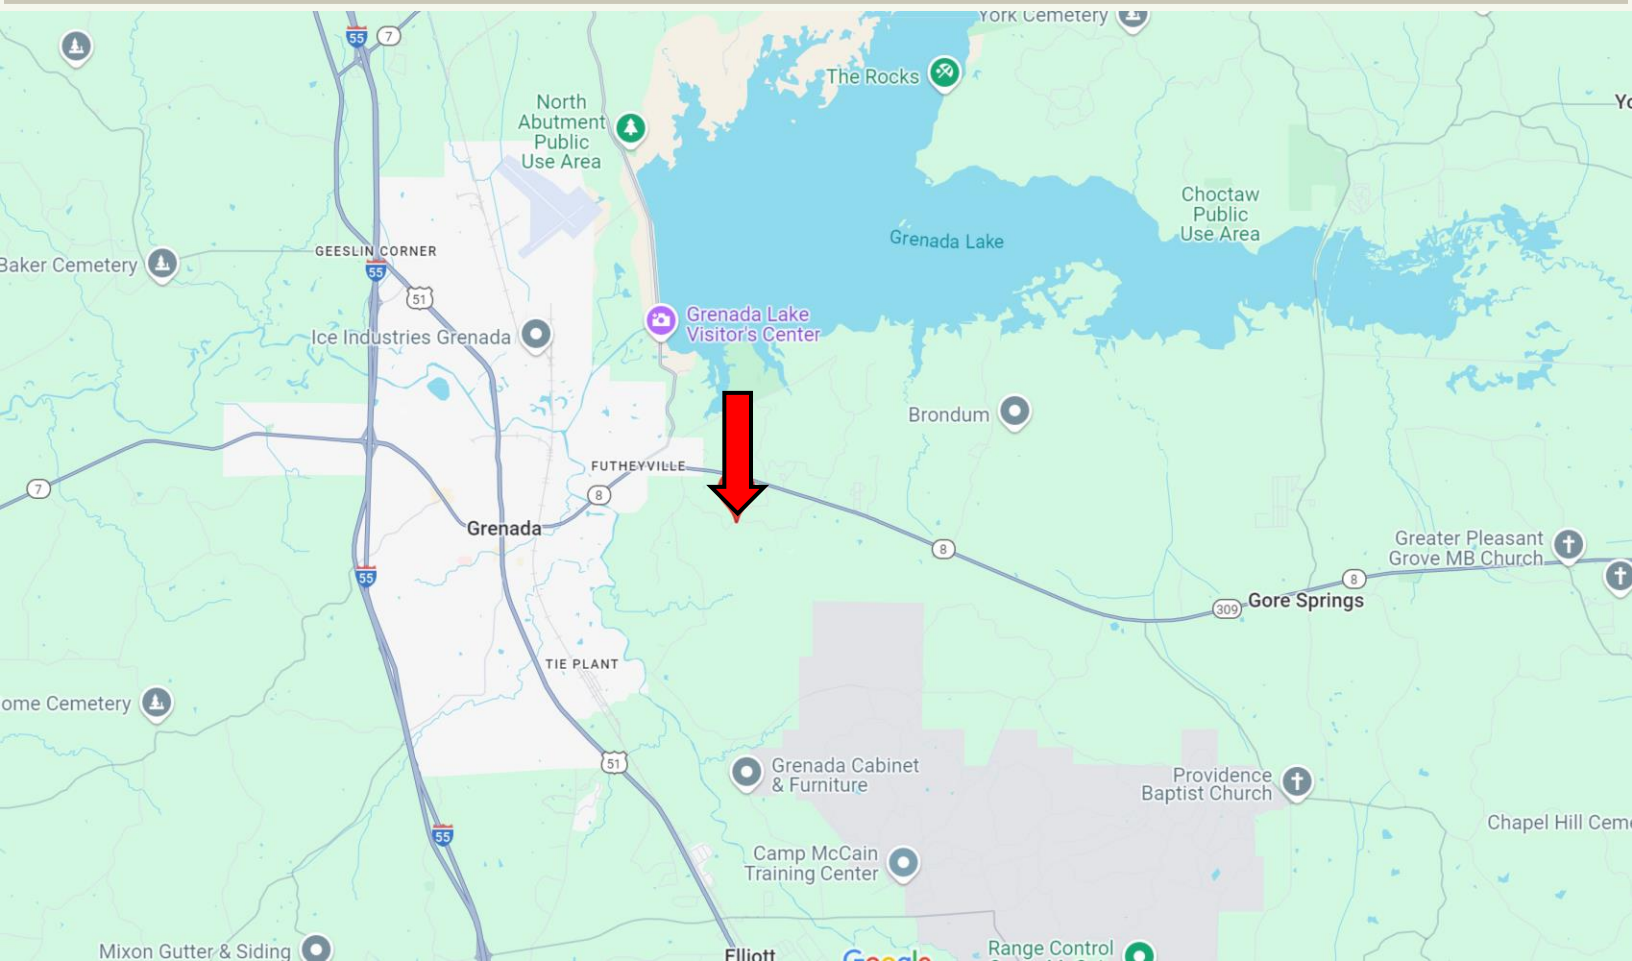 York Cemetery
55
7
The Rocks
North
Abutment
Public
Use Area
Choctaw
Public
Use Area
Grenada Lake
GEESLIN CORNER
Baker Cemetery
55
51
Grenada Lake
Visitor's Center
Ice Industries Grenada
Brondum
FUTHEYVILLE
7
8
Grenada
8
Greater Pleasant
Grove MB Church
55
8
309
Gore Springs
TIE PLANT
ome Cemetery
51
Grenada Cabinet
& Furniture
Providence
Baptist Church
Chapel Hill Ceme
55
Camp McCain
Training Center
Mixon Gutter & Siding
Elliott
Google
Range Control